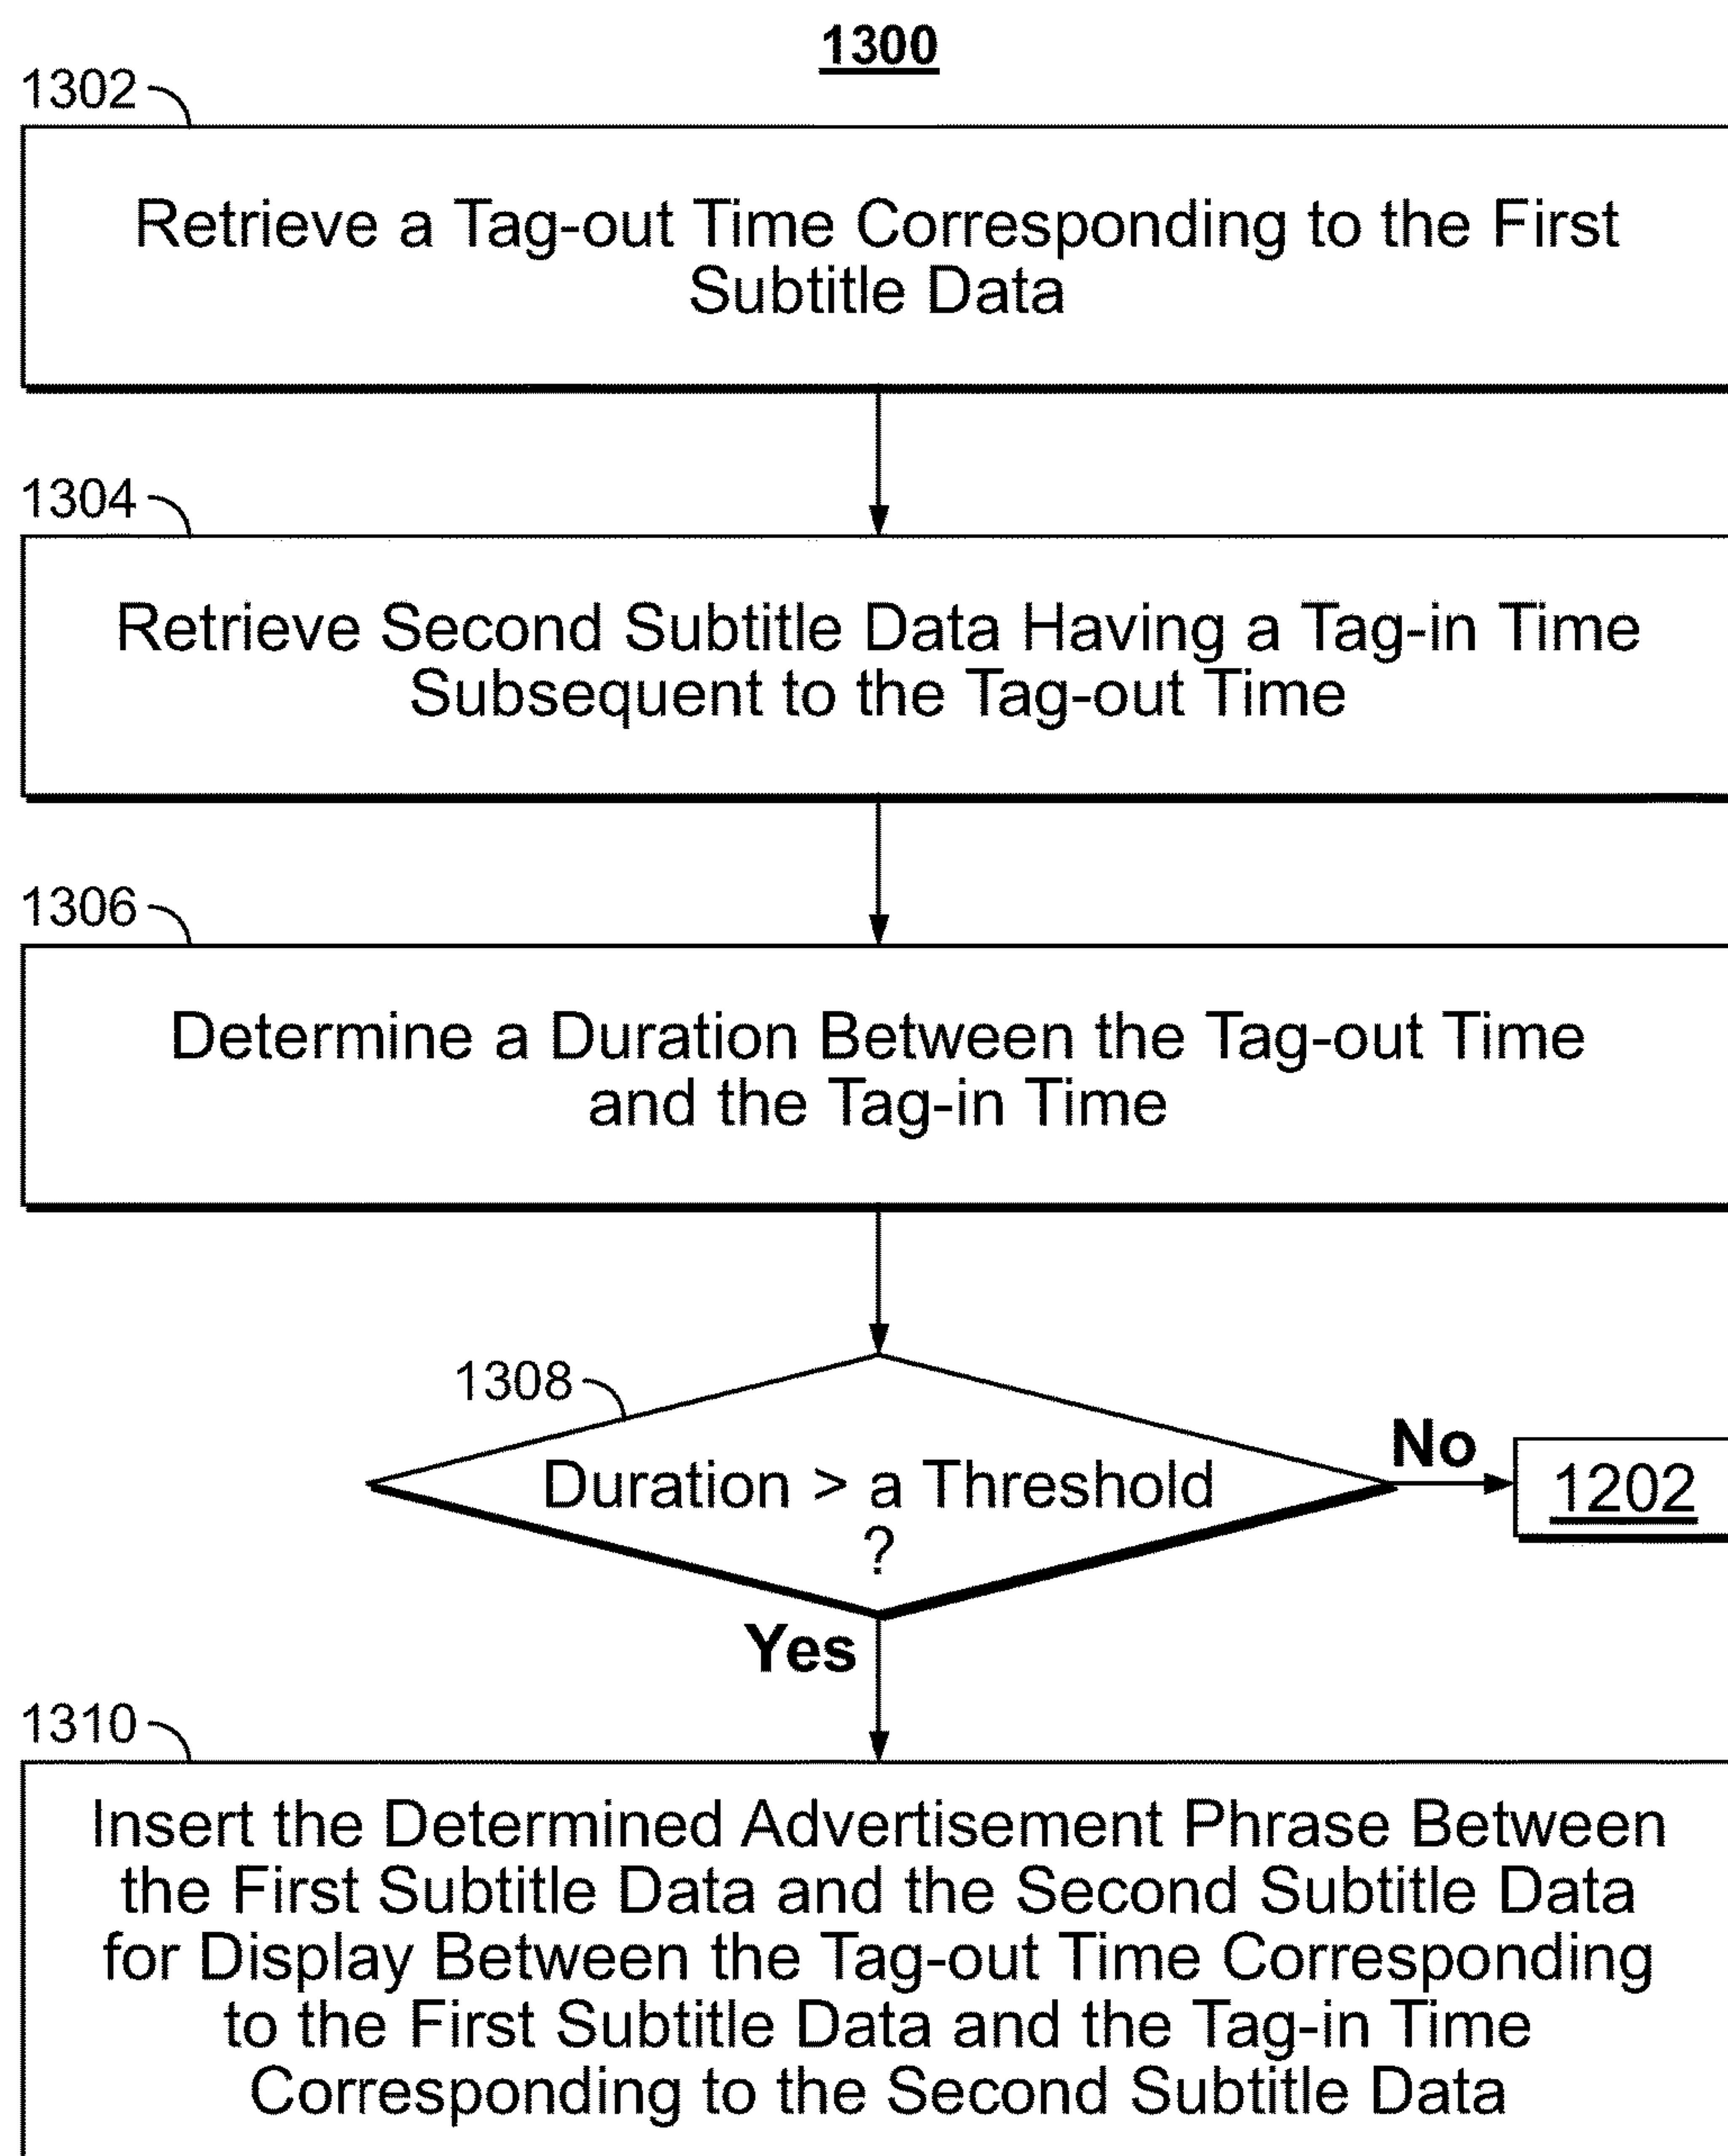 1300
1302
Retrieve a Tag-out Time Corresponding to the First
Subtitle Data
1304
Retrieve Second Subtitle Data Having a Tag-in Time
Subsequent to the Tag-out Time
1306
Determine a Duration Between the Tag-out Time
and the Tag-in Time
1308
Duration > a Threshold
?
No
1202
Yes
1310
Insert the Determined Advertisement Phrase Between
the First Subtitle Data and the Second Subtitle Data
for Display Between the Tag-out Time Corresponding
to the First Subtitle Data and the Tag-in Time
Corresponding to the Second Subtitle Data